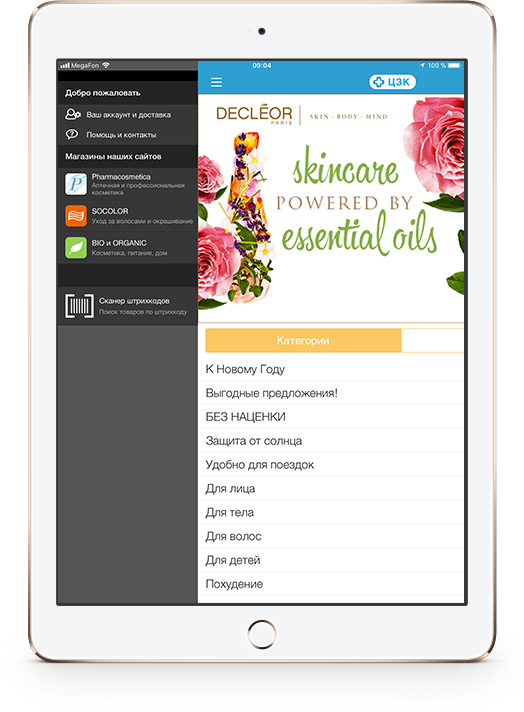 MegaFon
09:04
100 %
Добро пожаловать
Ваш аккаунт и доставка
Помощь и контакты
Магазины наших сайтов
Pharmacosmetica
Аптечная и профессиональная
косметика
SOCOLOR
Уход за волосами и окрашивание
BIO и ORGANIC
Косметика, питание, дом
Сканер штрихкодов
Поиск товаров по штрихкоду
ЦЗК
DECLÉOR
PARIS
SKIN - BODY - MIND
skincare
POWERED BY
essential oils
Категории
К Новому Году
Выгодные предложения!
БЕЗ НАЦЕНКИ
Защита от солнца
Удобно для поездок
Для лица
Для тела
Для волос
Для детей
Похудение